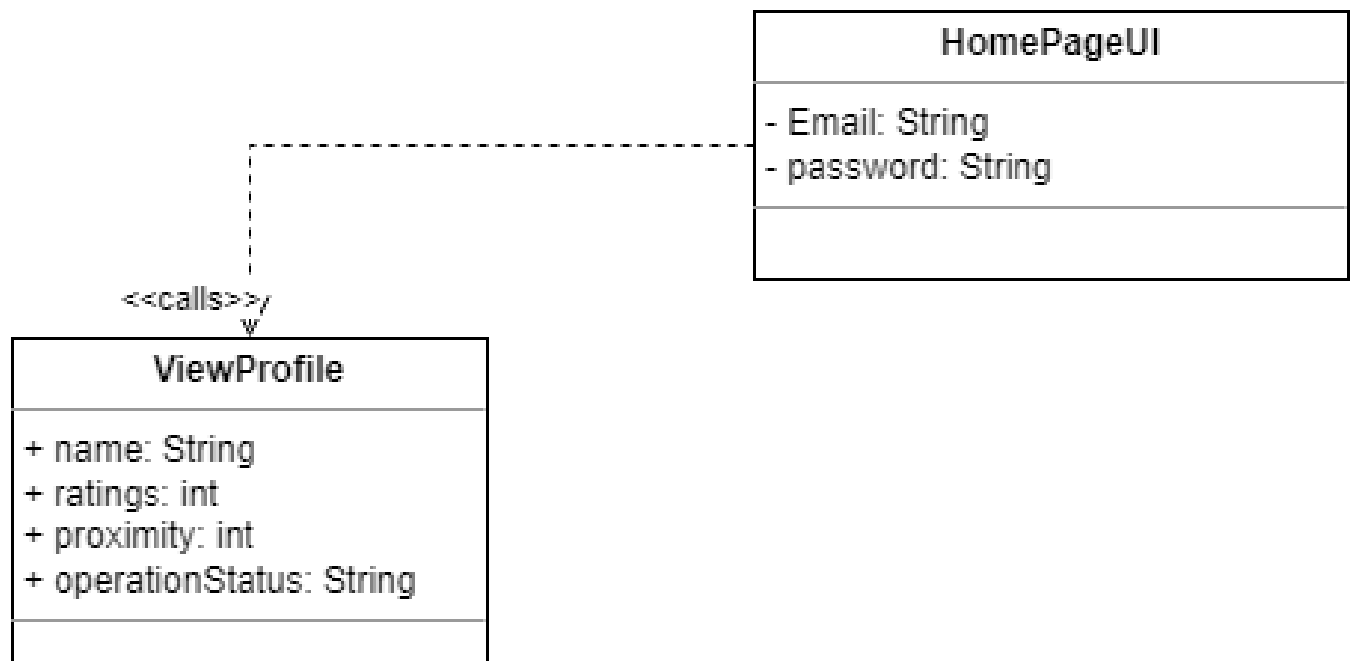 HomePageUI
- Email: String
- password: String
<<calls>>
ViewProfile
+ name: String
+ ratings: int
+ proximity: int
+ operationStatus: String